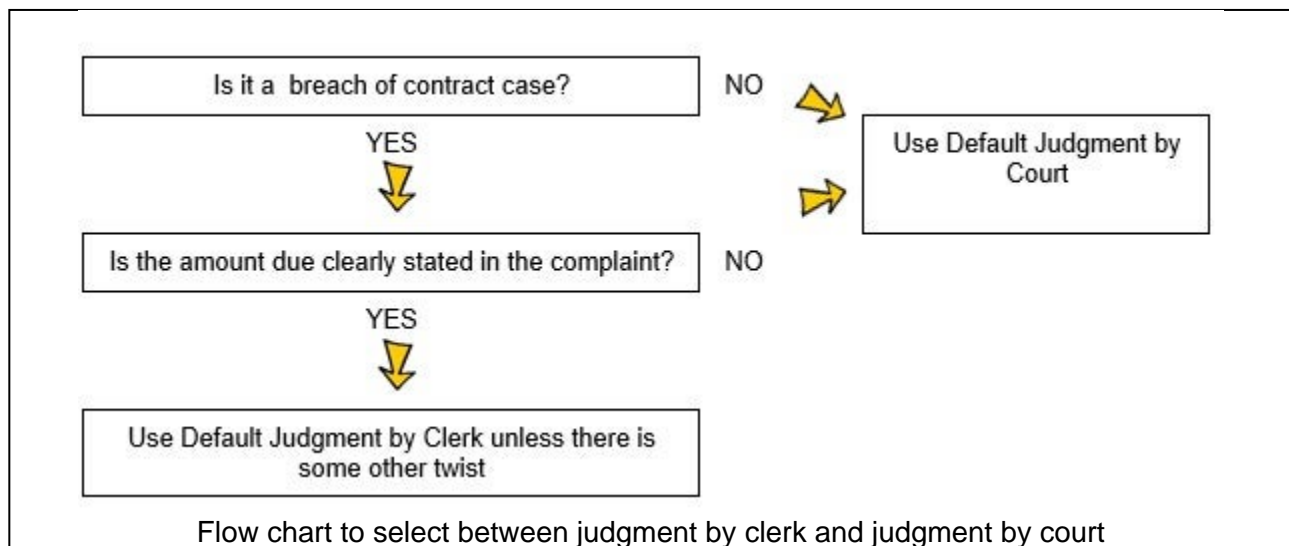 Is it a breach of contract case?
NO
YES
Use Default Judgment by
Court
Is the amount due clearly stated in the complaint?
NO
YES
Use Default Judgment by Clerk unless there is
some other twist
Flow chart to select between judgment by clerk and judgment by court